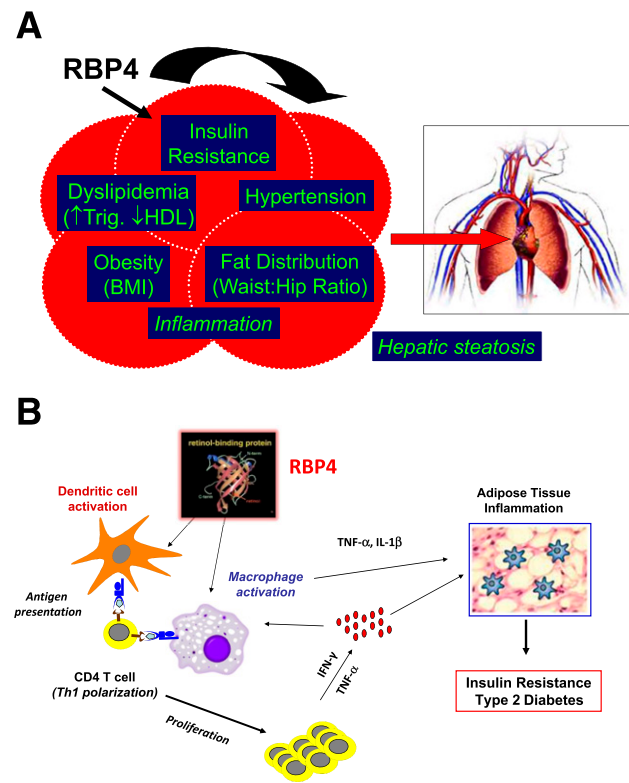 A
RBP4
Insulin
Resistance
Dyslipidemia
(↑Trig. ↓HDL)
Hypertension
Obesity
(BMI)
Fat Distribution
(Waist:Hip Ratio)
Inflammation
Hepatic steatosis
B
retinol-binding protein
N-term
C-term
RBP4
Dendritic cell
activation
Adipose Tissue
Inflammation
TNF-α, IL-1β
Macrophage
activation
Antigen
presentation
IFN-γ
TNF-α
CD4 T cell
(Th1 polarization)
Proliferation
Insulin Resistance
Type 2 Diabetes